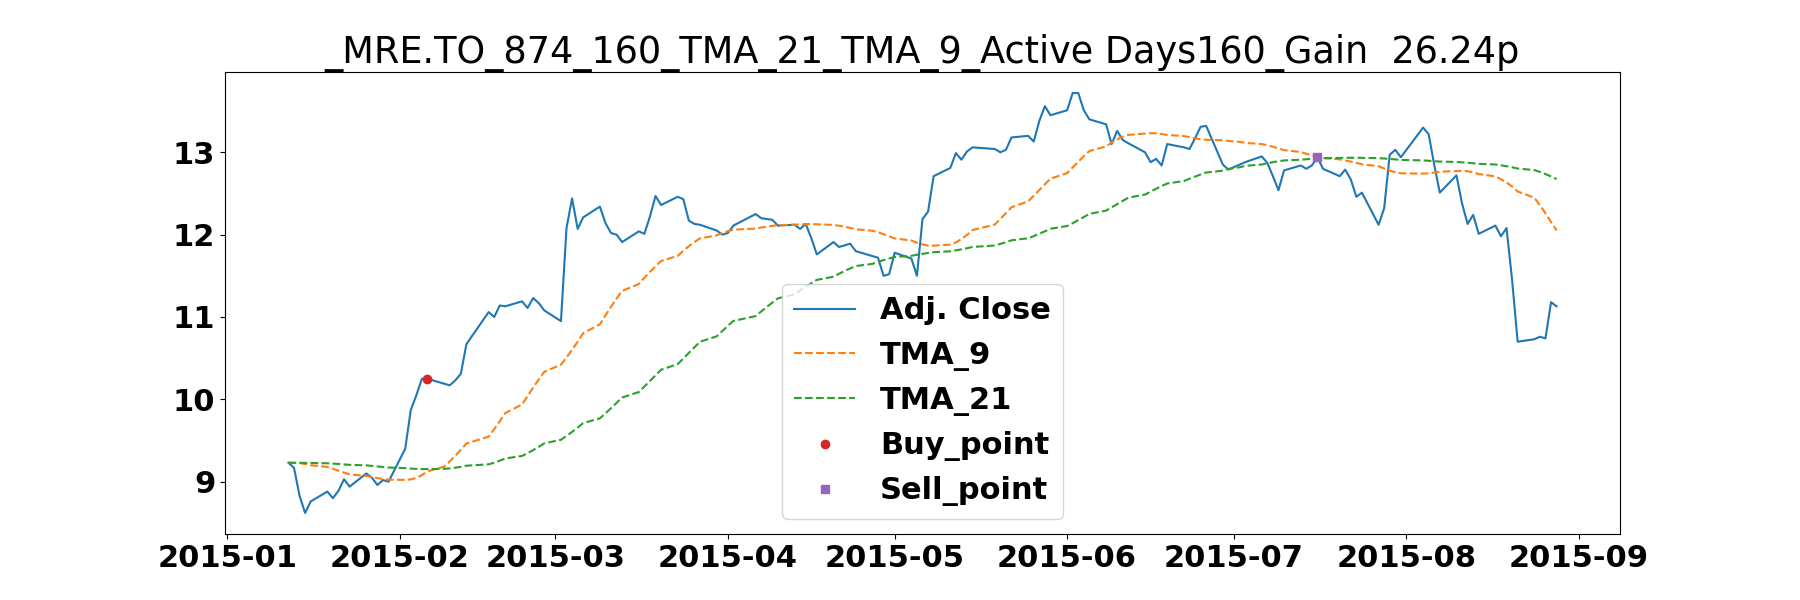 _MRE.TO_874_160_TMA_21_TMA_9_Active Days160_Gain  26.24p
13
12
11
10
9
Adj. Close
TMA_9
TMA_21
Buy_point
Sell_point
2015-01 2015-02 2015-03 2015-04 2015-05 2015-06 2015-07 2015-08 2015-09